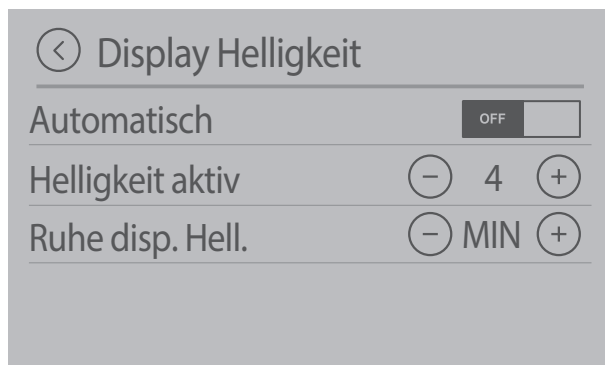 Display Helligkeit
Automatisch OFF
Helligkeit aktiv − 4 +
Ruhe disp. Hell. − MIN +